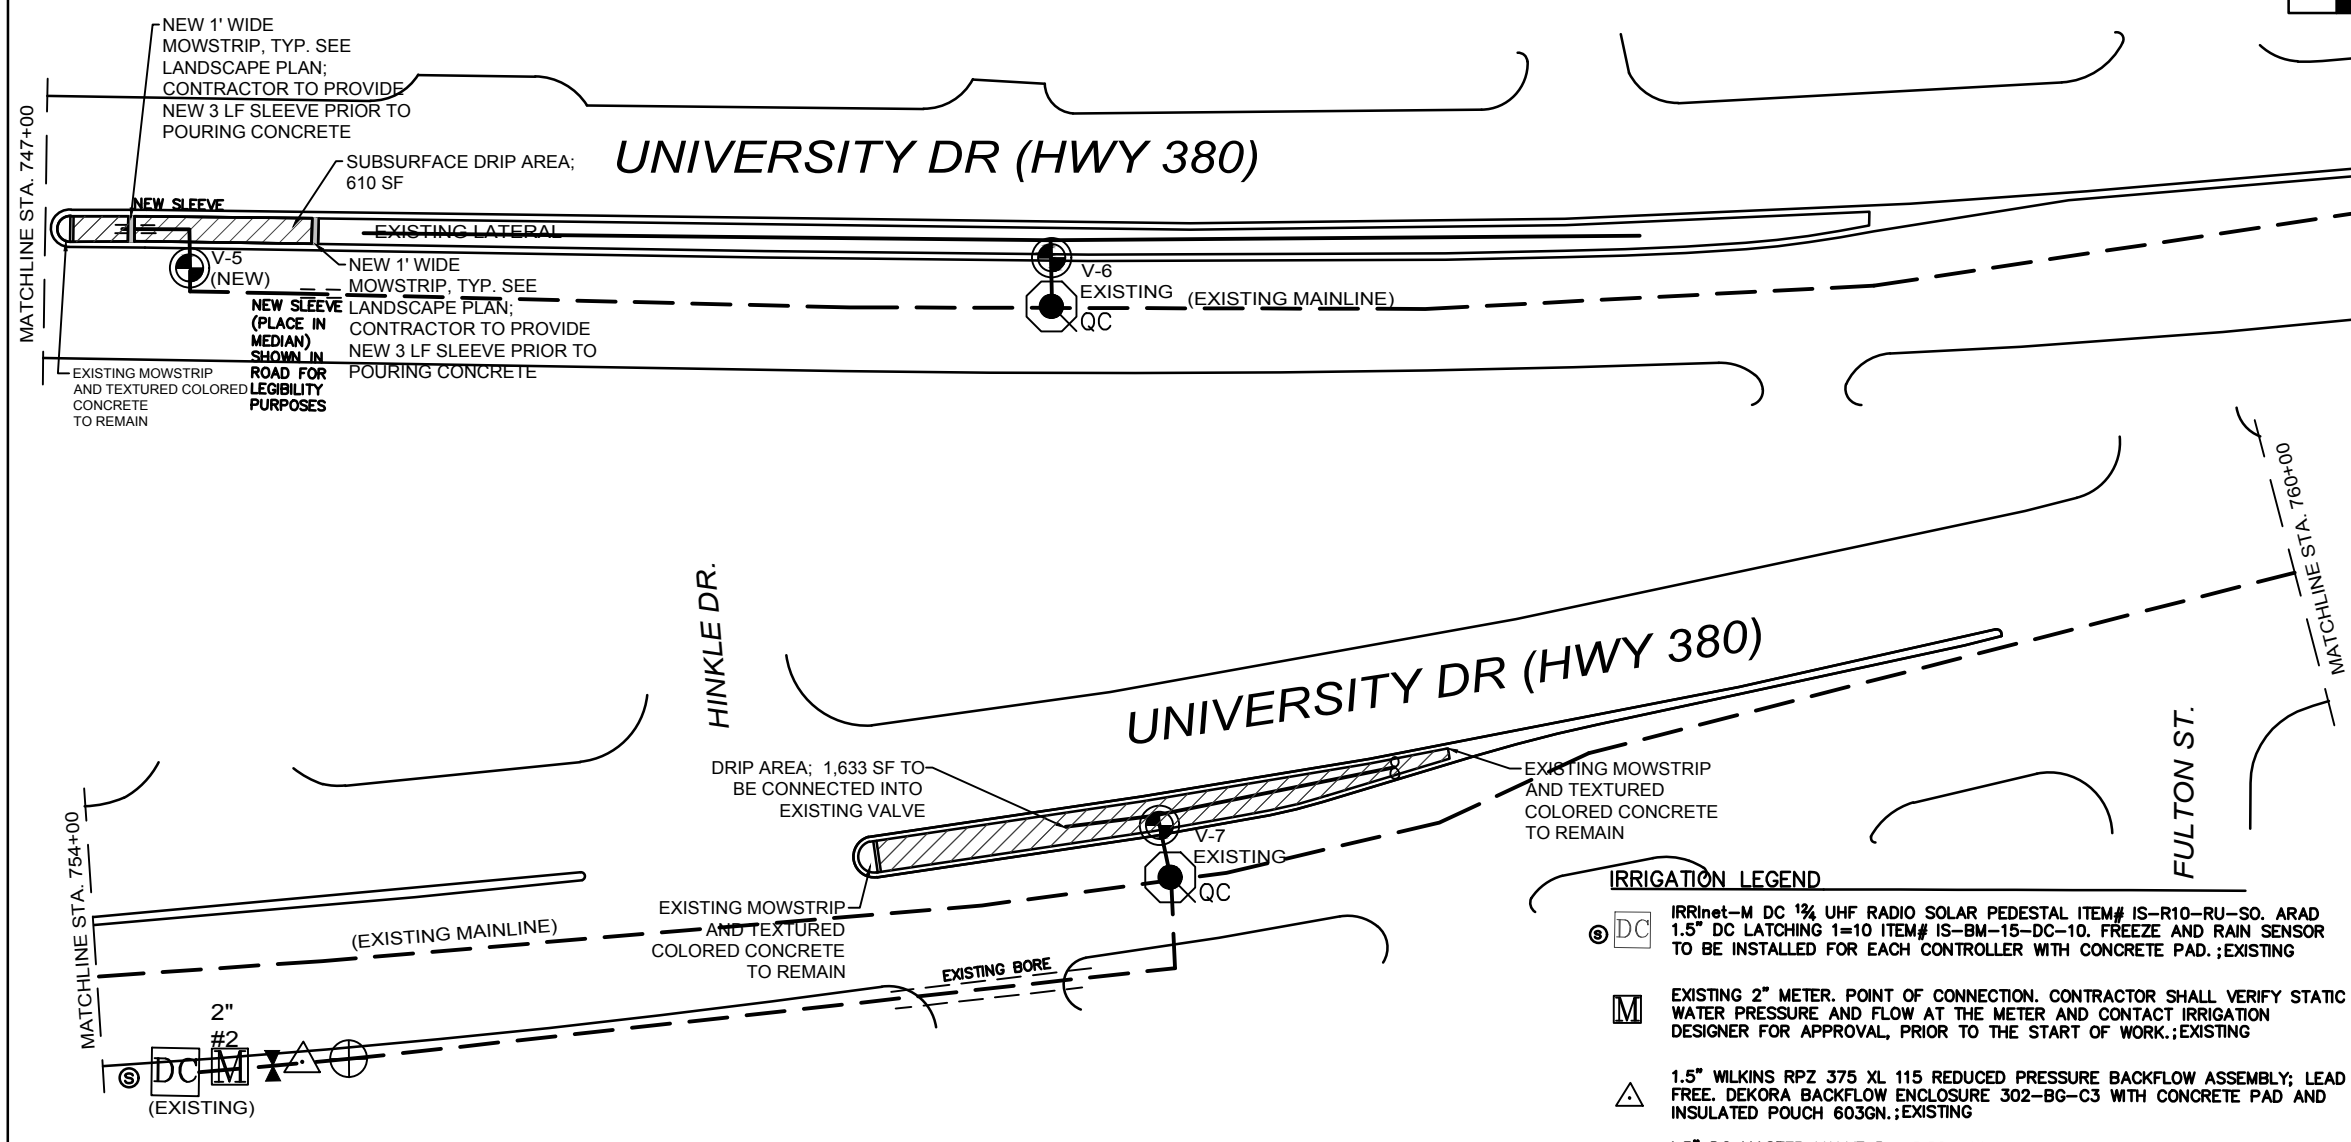 NEW 1' WIDE
MOWSTRIP, TYP. SEE
LANDSCAPE PLAN;
CONTRACTOR TO PROVIDE
NEW 3 LF SLEEVE PRIOR TO
POURING CONCRETE
MATCHLINE STA. 747+00
SUBSURFACE DRIP AREA;
610 SF
UNIVERSITY DR (HWY 380)
NEW SLEEVE
EXISTING LATERAL
V-5
(NEW)
NEW 1' WIDE
MOWSTRIP, TYP. SEE
LANDSCAPE PLAN;
CONTRACTOR TO PROVIDE
NEW 3 LF SLEEVE PRIOR TO
POURING CONCRETE
NEW SLEEVE
(PLACE IN
MEDIAN)
SHOWN IN
ROAD FOR
LEGIBILITY
PURPOSES
V-6
EXISTING
(EXISTING MAINLINE)
QC
EXISTING MOWSTRIP
AND TEXTURED COLORED
CONCRETE
TO REMAIN
MATCHLINE STA. 760+00
HINKLE DR.
UNIVERSITY DR (HWY 380)
FULTON ST.
DRIP AREA; 1,633 SF TO
BE CONNECTED INTO
EXISTING VALVE
EXISTING MOWSTRIP
AND TEXTURED
COLORED CONCRETE
TO REMAIN
V-7
EXISTING
QC
MATCHLINE STA. 754+00
EXISTING MOWSTRIP
AND TEXTURED
COLORED CONCRETE
TO REMAIN
(EXISTING MAINLINE)
EXISTING BORE
2"
#2
S
DC
M
(EXISTING)
IRRIGATION LEGEND
S
DC
IRRInet-M DC 12/24 UHF RADIO SOLAR PEDESTAL ITEM# IS-R10-RU-SO. ARAD
1.5" DC LATCHING 1=10 ITEM# IS-BM-15-DC-10. FREEZE AND RAIN SENSOR
TO BE INSTALLED FOR EACH CONTROLLER WITH CONCRETE PAD. ;EXISTING
M
EXISTING 2" METER. POINT OF CONNECTION. CONTRACTOR SHALL VERIFY STATIC
WATER PRESSURE AND FLOW AT THE METER AND CONTACT IRRIGATION
DESIGNER FOR APPROVAL, PRIOR TO THE START OF WORK.;EXISTING
1.5" WILKINS RPZ 375 XL 115 REDUCED PRESSURE BACKFLOW ASSEMBLY; LEAD
FREE. DEKORA BACKFLOW ENCLOSURE 302-BG-C3 WITH CONCRETE PAD AND
INSULATED POUCH 603GN.;EXISTING